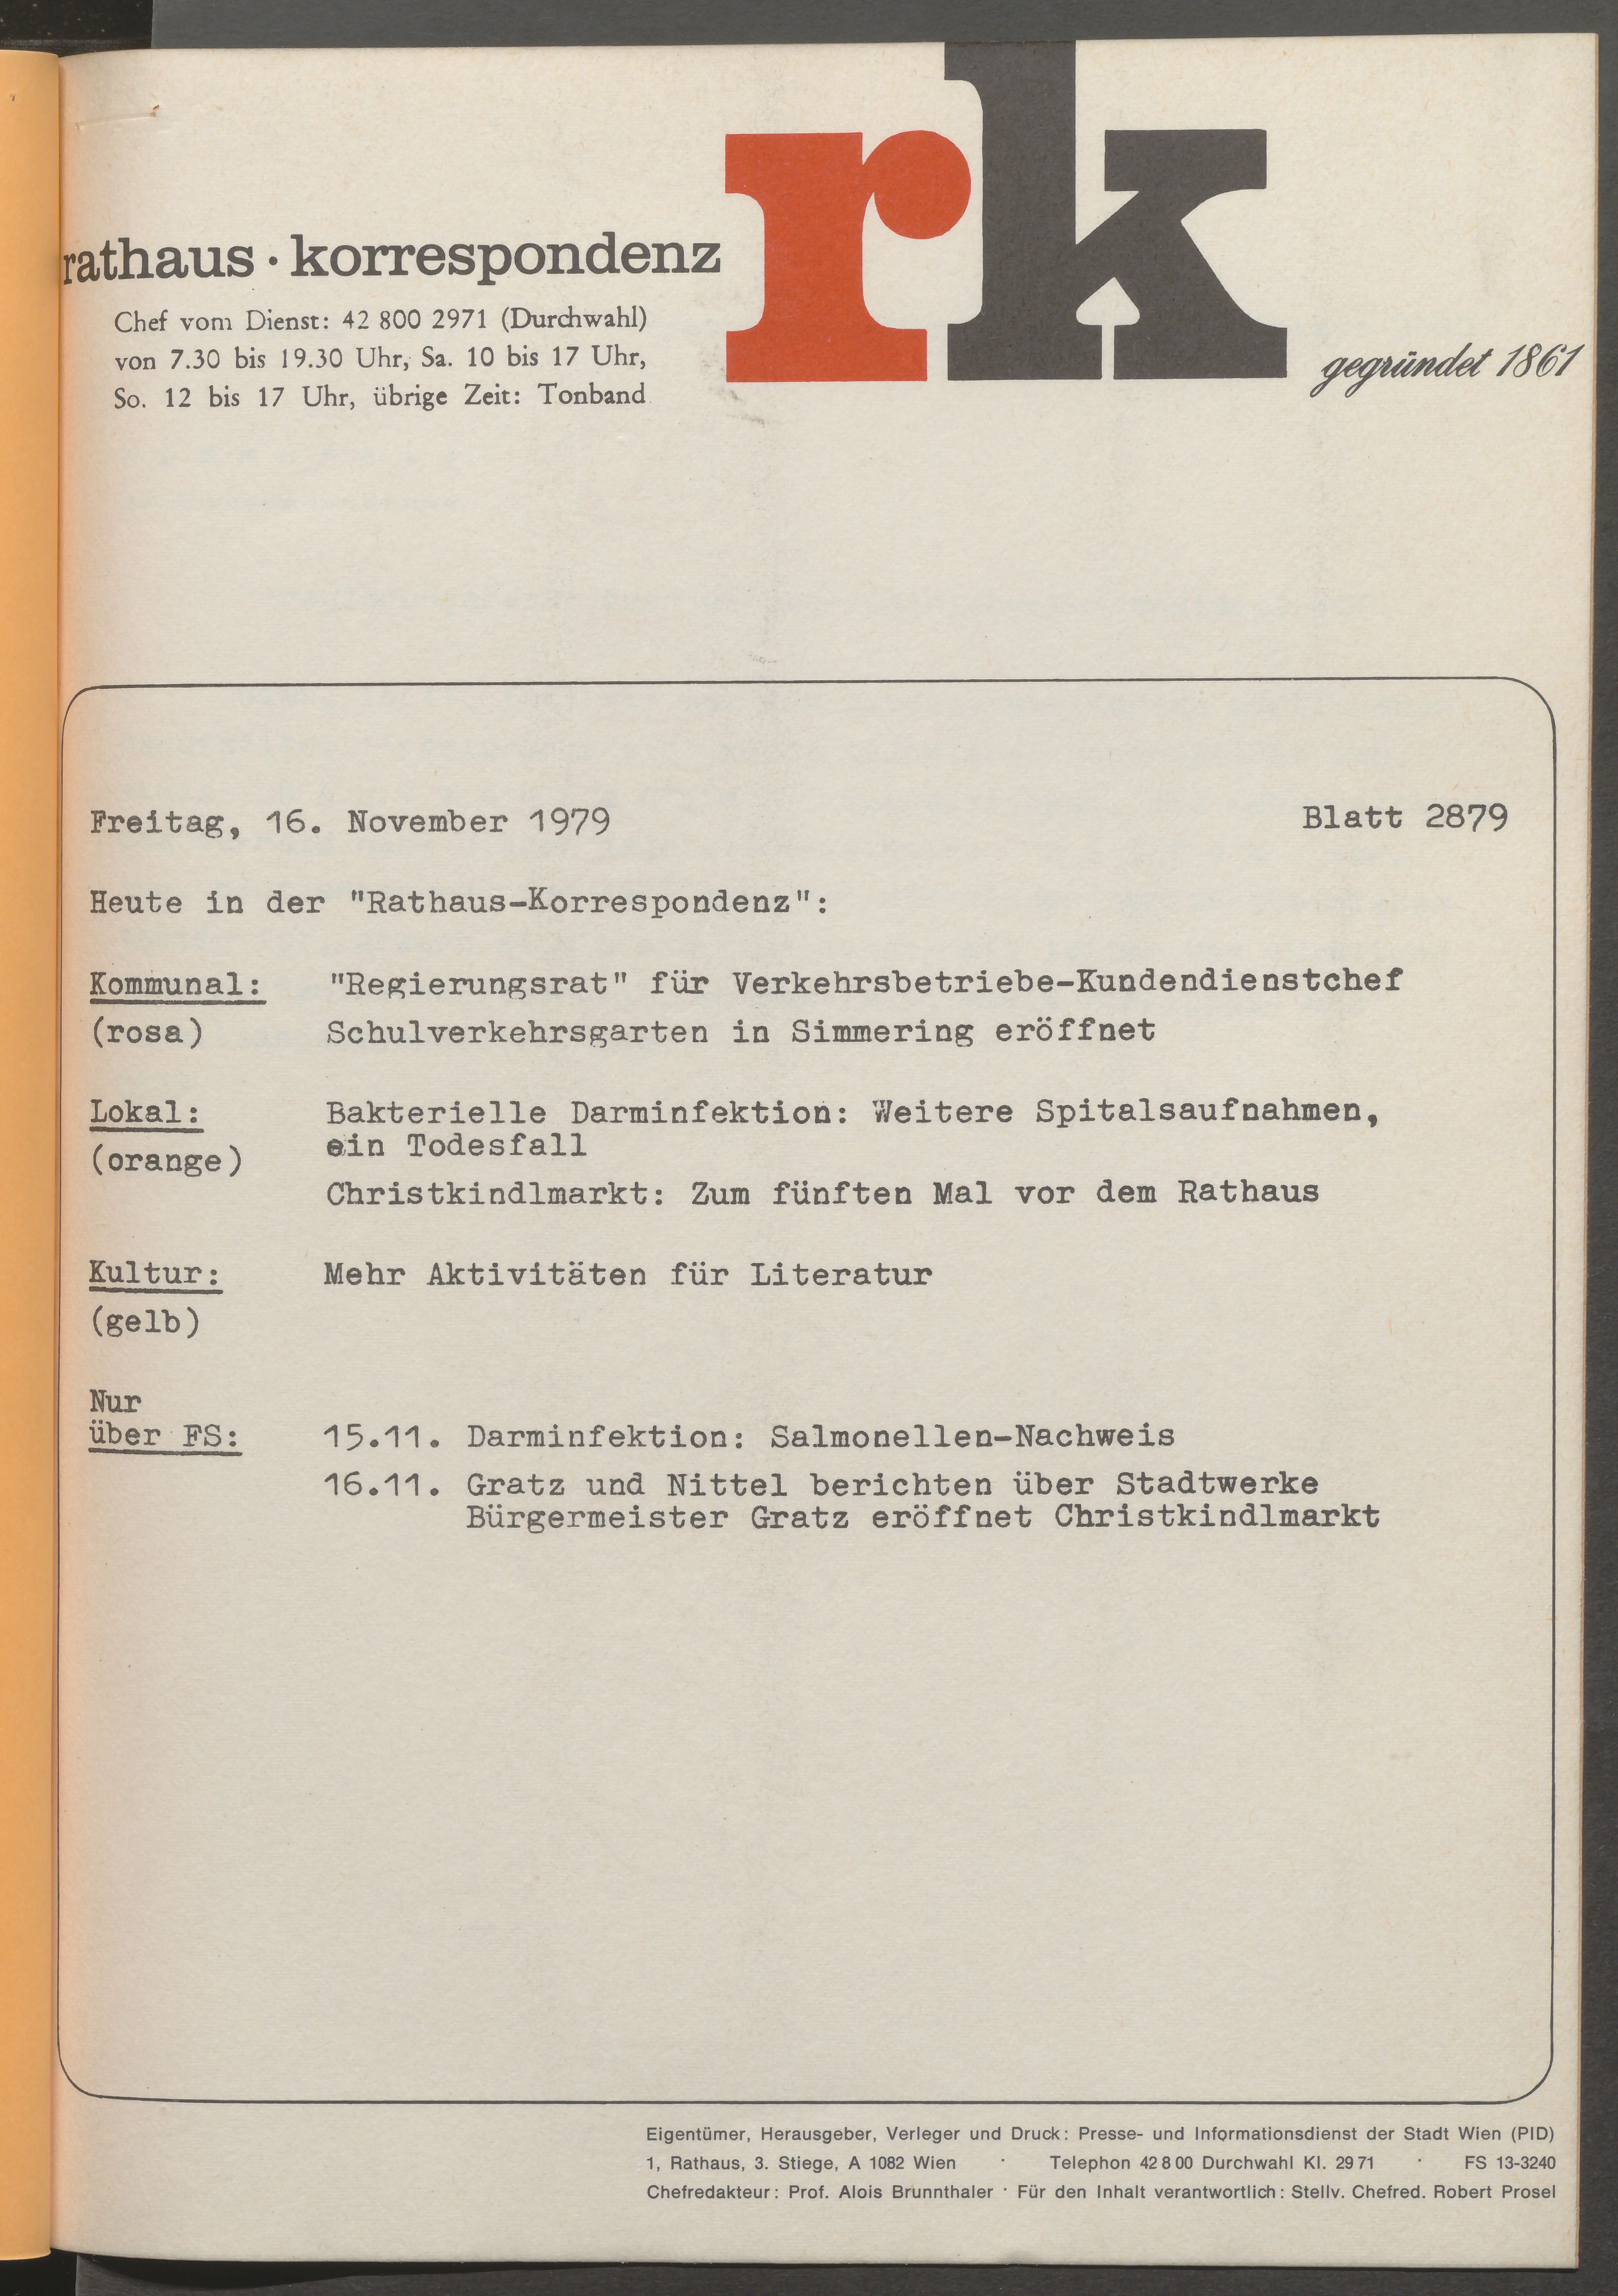 rk
rathaus · korrespondenz
Chef vom Dienst: 42 800 2971 (Durchwahl)
von 7.30 bis 19.30 Uhr, Sa. 10 bis 17 Uhr,
So. 12 bis 17 Uhr, übrige Zeit: Tonband
gegründet 1861
Freitag, 16. November 1979 Blatt 2879
Heute in der "Rathaus-Korrespondenz":
Kommunal: "Regierungsrat" für Verkehrsbetriebe-Kundendienstchef
(rosa) Schulverkehrsgarten in Simmering eröffnet
Lokal: Bakterielle Darminfektion: Weitere Spitalsaufnahmen,
ein Todesfall
(orange)
Christkindlmarkt: Zum fünften Mal vor dem Rathaus
Kultur: Mehr Aktivitäten für Literatur
(gelb)
Nur
über FS: 15.11. Darminfektion: Salmonellen-Nachweis
16.11. Gratz und Nittel berichten über Stadtwerke
Bürgermeister Gratz eröffnet Christkindlmarkt
Eigentümer, Herausgeber, Verleger und Druck: Presse- und Informationsdienst der Stadt Wien (PID)
1, Rathaus, 3. Stiege, A 1082 Wien · Telephon 42 8 00 Durchwahl Kl. 29 71 · FS 13-3240
Chefredakteur: Prof. Alois Brunnthaler · Für den Inhalt verantwortlich: Stellv. Chefred. Robert Prosel